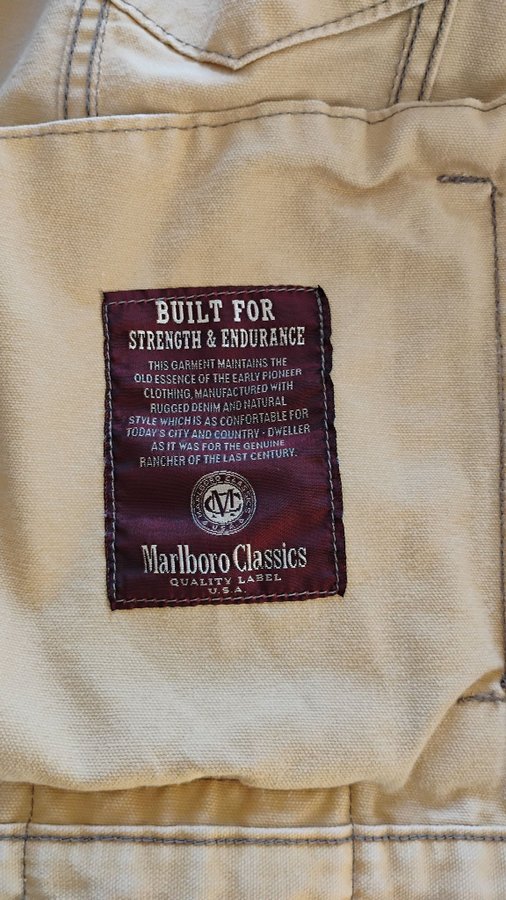 BUILT FOR
STRENGTH & ENDURANCE
THIS GARMENT MAINTAINS THE
OLD ESSENCE OF THE EARLY PIONEER
CLOTHING, MANUFACTURED WITH
RUGGED DENIM AND NATURAL
STYLE WHICH IS AS CONFORTABLE FOR
TODAY'S CITY AND COUNTRY - DWELLER
AS IT WAS FOR THE GENUINE
RANCHER OF THE LAST CENTURY.
MARLBORO CLASSICS
MC
U.S.A.
Marlboro Classics
QUALITY LABEL
U.S.A.